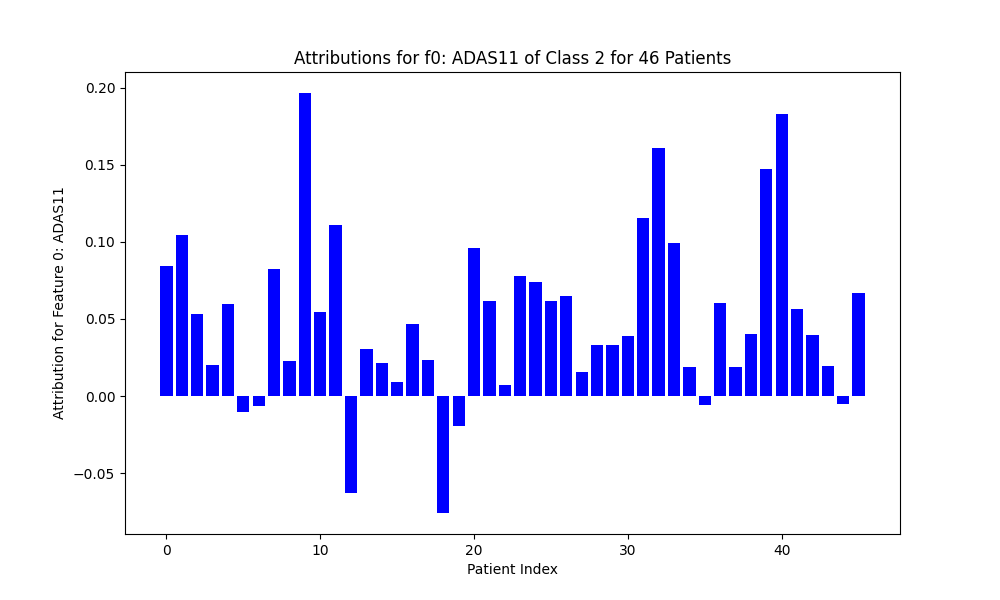 Attributions for f0: ADAS11 of Class 2 for 46 Patients
Attribution for Feature 0: ADAS11
0.20
0.15
0.10
0.05
0.00
−0.05
0 10 20 30 40
Patient Index